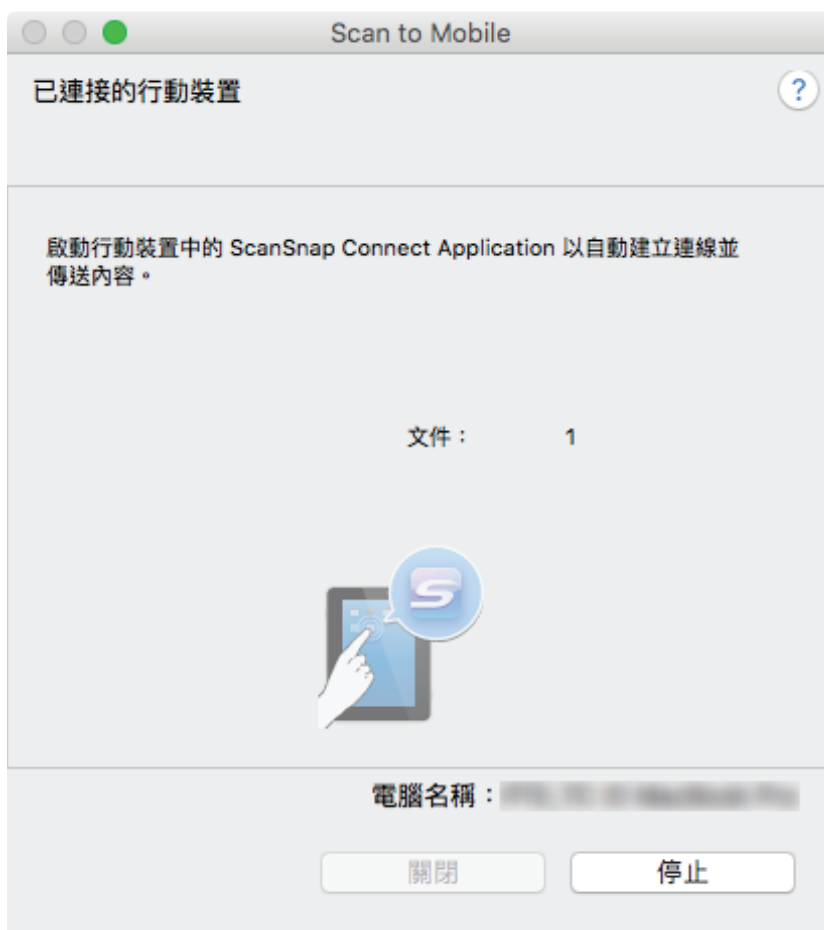 Scan to Mobile
已連接的行動裝置
?
啟動行動裝置中的 ScanSnap Connect Application 以自動建立連線並
傳送內容。
文件： 1
S
電腦名稱：
關閉
停止